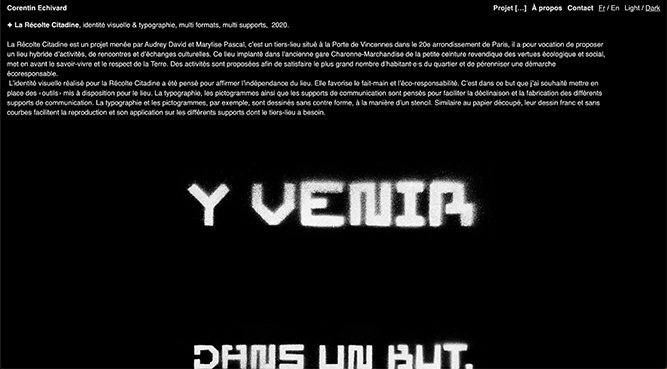 Corentin Echivard
Projet [...] À propos Contact Fr / En Light / Dark
✦ La Récolte Citadine, identité visuelle & typographie, multi formats, multi supports, 2020.
La Récolte Citadine est un projet menée par Audrey David et Marylise Pascal, c'est un tiers-lieu situé à la Porte de Vincennes dans le 20e arrondissement de Paris, il a pour vocation de proposer
un lieu hybride d'activités, de rencontres et d'échanges culturelles. Ce lieu implanté dans l'ancienne gare Charonne-Marchandise de la petite ceinture revendique des vertues écologique et social,
met en avant le savoir-vivre et le respect de la Terre. Des activités sont proposées afin de satisfaire le plus grand nombre d'habitant·e·s du quartier et de pérenniser une démarche
écoresponsable.
L'identité visuelle réalisé pour la Récolte Citadine a été pensé pour affirmer l'indépendance du lieu. Elle favorise le fait-main et l'éco-responsabilité. C'est dans ce but que j'ai souhaité mettre en
place des «outils» mis à disposition pour le lieu. La typographie, les pictogrammes ainsi que les supports de communication sont pensés pour faciliter la déclinaison et la fabrication des différents
supports de communication. La typographie et les pictogrammes, par exemple, sont dessinés sans contre forme, à la manière d'un stencil. Similaire au papier découpé, leur dessin franc et sans
courbes facilitent la reproduction et son application sur les différents supports dont le tiers-lieu a besoin.
Y VENIR
DANS UN BUT,